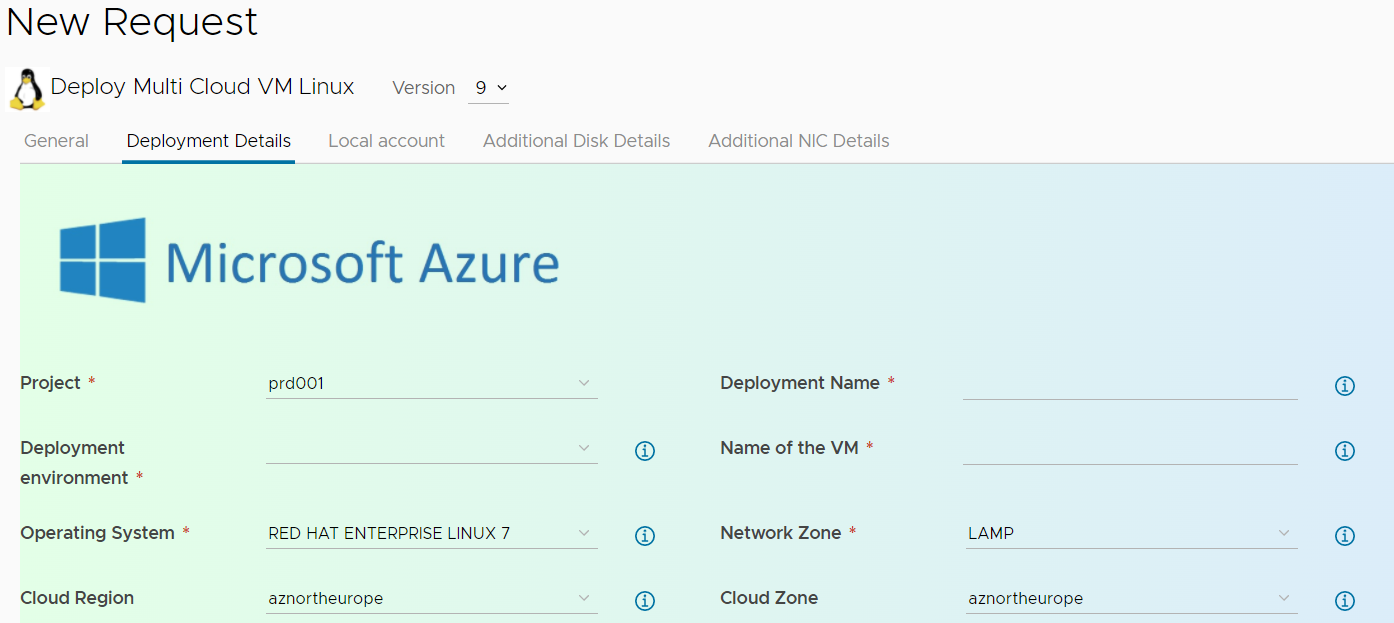 New Request
Deploy Multi Cloud VM Linux Version 9
General Deployment Details Local account Additional Disk Details Additional NIC Details
Microsoft Azure
Project * prd001 Deployment Name *
Deployment environment * Name of the VM *
Operating System * RED HAT ENTERPRISE LINUX 7 Network Zone * LAMP
Cloud Region aznortheurope Cloud Zone aznortheurope